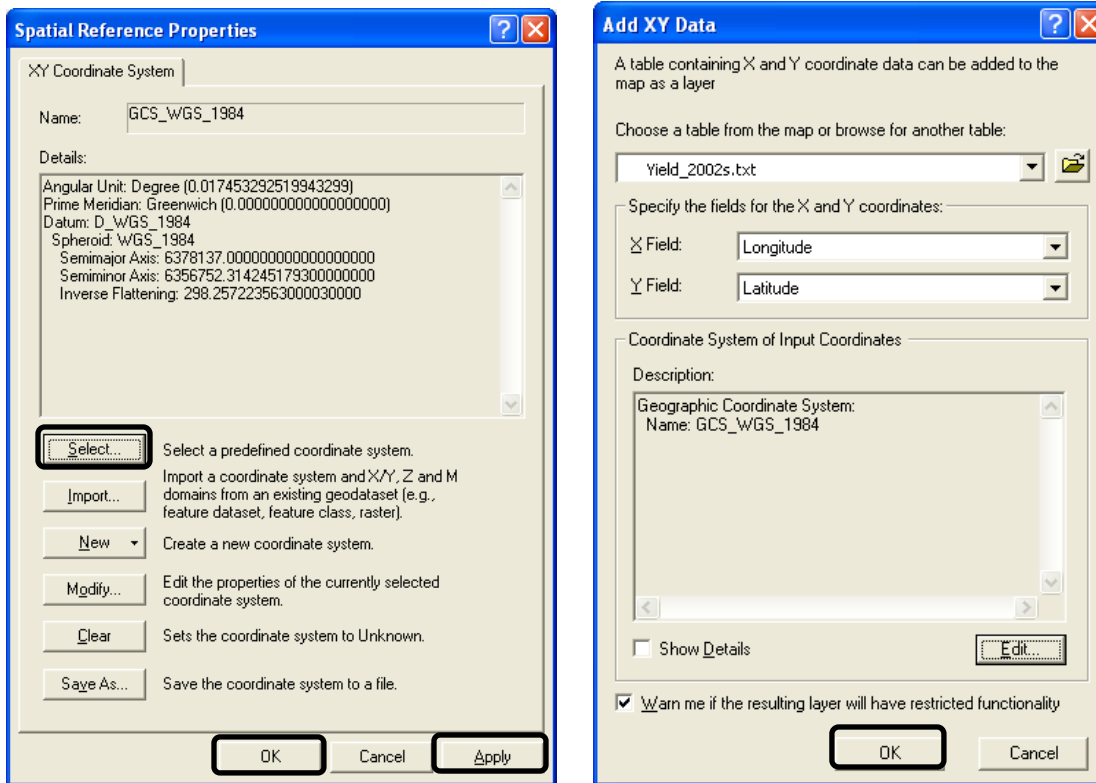 Spatial Reference Properties
XY Coordinate System
Name: GCS_WGS_1984
Details:
Angular Unit: Degree (0.017453292519943299)
Prime Meridian: Greenwich (0.000000000000000000)
Datum: D_WGS_1984
Spheroid: WGS_1984
Semimajor Axis: 6378137.000000000000000000
Semiminor Axis: 6356752.314245179300000000
Inverse Flattening: 298.257223563000030000
Select... Select a predefined coordinate system.
Import... Import a coordinate system and X/Y, Z and M
domains from an existing geodataset (e.g.,
feature dataset, feature class, raster).
New Create a new coordinate system.
Modify... Edit the properties of the currently selected
coordinate system.
Clear Sets the coordinate system to Unknown.
Save As... Save the coordinate system to a file.
OK Cancel Apply
Add XY Data
A table containing X and Y coordinate data can be added to the
map as a layer
Choose a table from the map or browse for another table:
Yield_2002s.txt
Specify the fields for the X and Y coordinates:
X Field: Longitude
Y Field: Latitude
Coordinate System of Input Coordinates
Description:
Geographic Coordinate System:
Name: GCS_WGS_1984
Show Details Edit...
Warn me if the resulting layer will have restricted functionality
OK Cancel